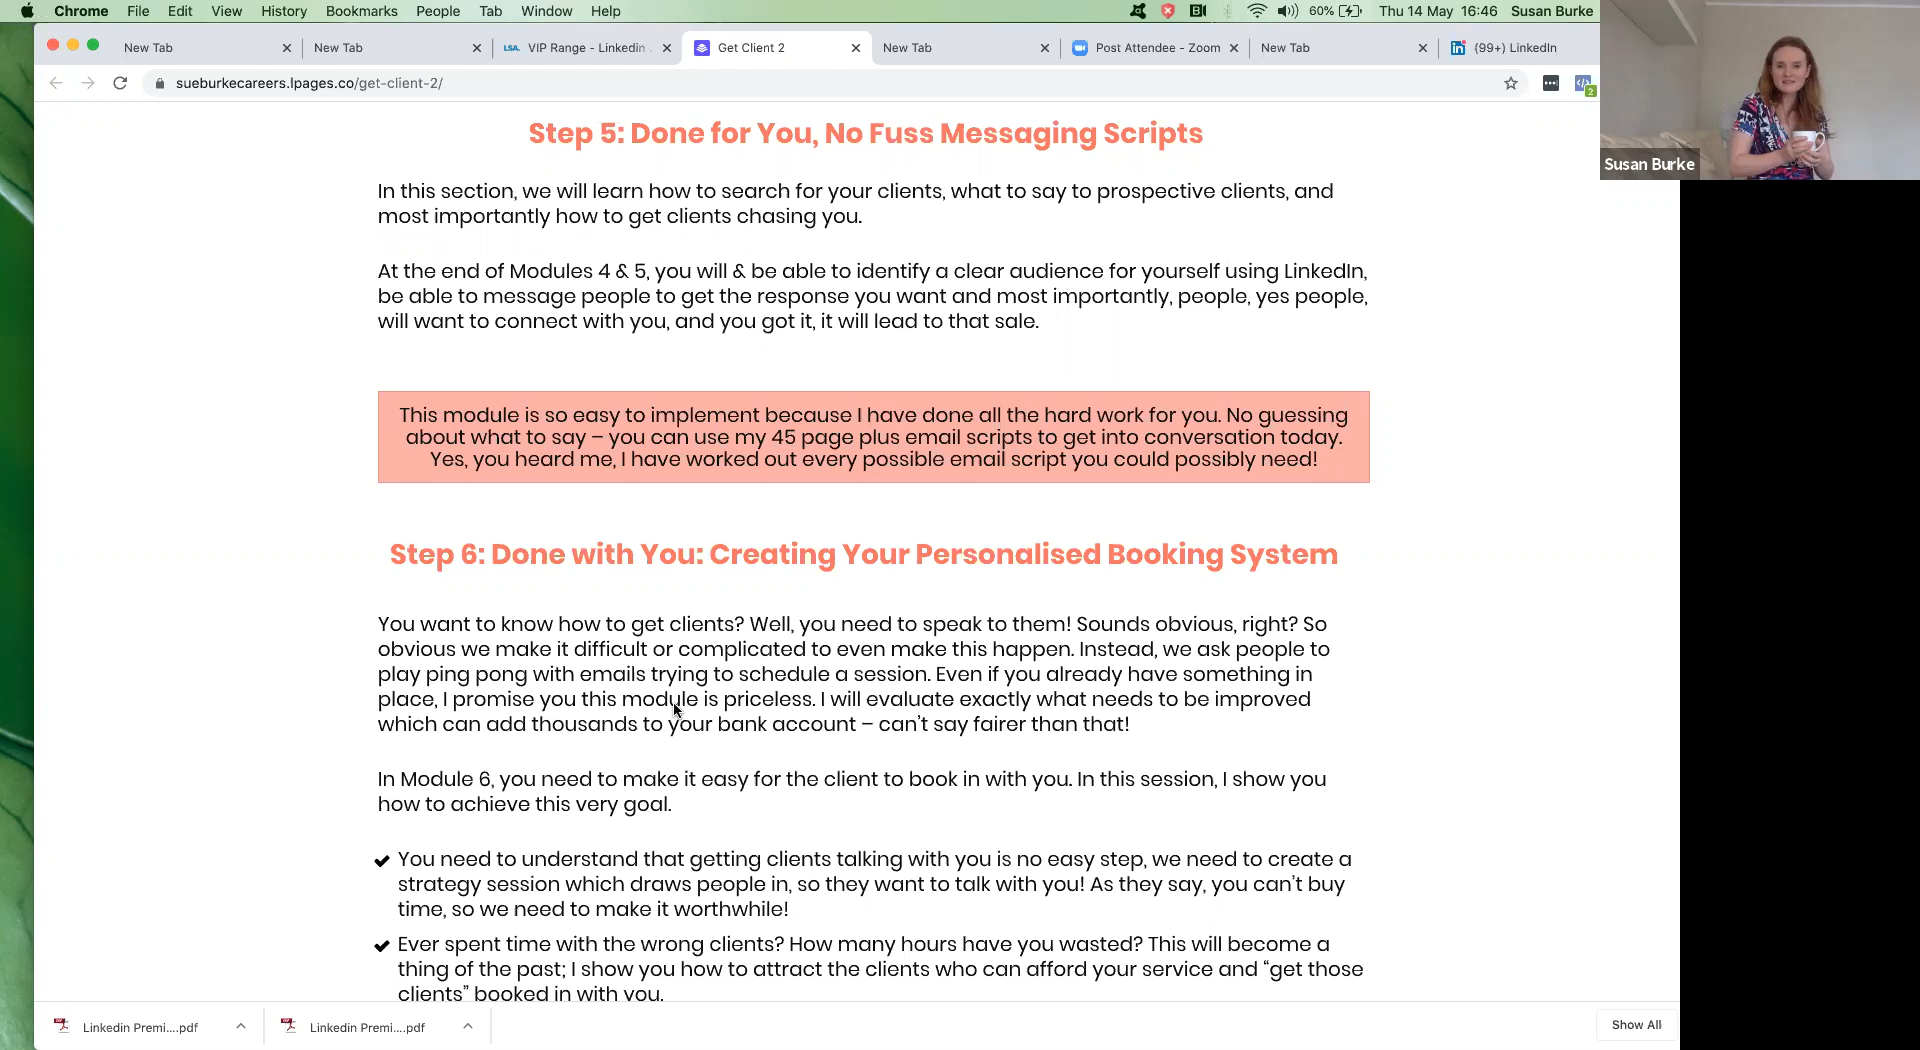 Chrome File Edit View History Bookmarks People Tab Window Help 60% Thu 14 May 16:46 Susan Burke
New Tab New Tab LSA. VIP Range - Linkedin Get Client 2 New Tab Post Attendee - Zoom New Tab (99+) LinkedIn
sueburkecareers.lpages.co/get-client-2/ 2
Susan Burke
Step 5: Done for You, No Fuss Messaging Scripts
In this section, we will learn how to search for your clients, what to say to prospective clients, and
most importantly how to get clients chasing you.
At the end of Modules 4 & 5, you will & be able to identify a clear audience for yourself using LinkedIn,
be able to message people to get the response you want and most importantly, people, yes people,
will want to connect with you, and you got it, it will lead to that sale.
This module is so easy to implement because I have done all the hard work for you. No guessing
about what to say – you can use my 45 page plus email scripts to get into conversation today.
Yes, you heard me, I have worked out every possible email script you could possibly need!
Step 6: Done with You: Creating Your Personalised Booking System
You want to know how to get clients? Well, you need to speak to them! Sounds obvious, right? So
obvious we make it difficult or complicated to even make this happen. Instead, we ask people to
play ping pong with emails trying to schedule a session. Even if you already have something in
place, I promise you this module is priceless. I will evaluate exactly what needs to be improved
which can add thousands to your bank account – can't say fairer than that!
In Module 6, you need to make it easy for the client to book in with you. In this session, I show you
how to achieve this very goal.
You need to understand that getting clients talking with you is no easy step, we need to create a
strategy session which draws people in, so they want to talk with you! As they say, you can't buy
time, so we need to make it worthwhile!
Ever spent time with the wrong clients? How many hours have you wasted? This will become a
thing of the past; I show you how to attract the clients who can afford your service and “get those
clients” booked in with you.
Linkedin Premi....pdf Linkedin Premi....pdf Show All